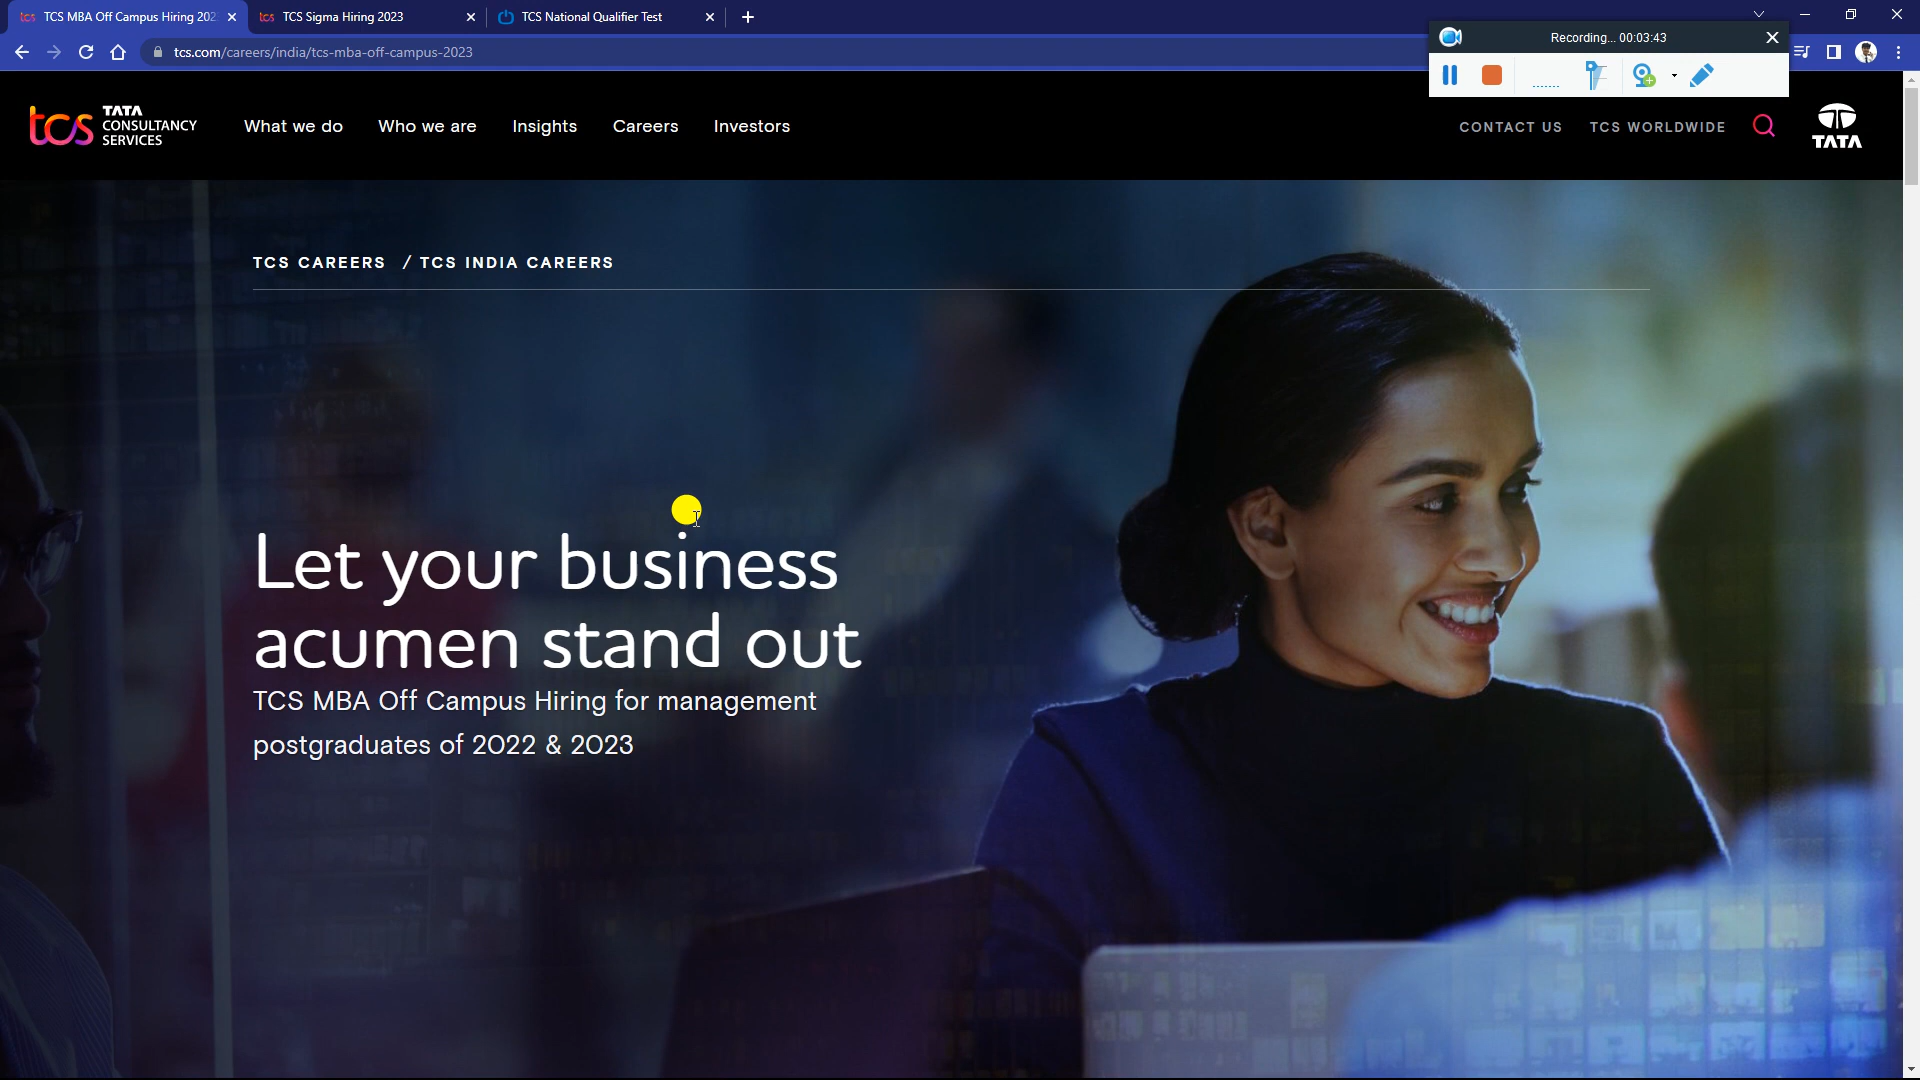 TCS MBA Off Campus Hiring 202
TCS Sigma Hiring 2023
TCS National Qualifier Test
tcs.com/careers/india/tcs-mba-off-campus-2023
Recording... 00:03:43
tcs TATA
CONSULTANCY
SERVICES
What we do
Who we are
Insights
Careers
Investors
CONTACT US
TCS WORLDWIDE
TATA
TCS CAREERS / TCS INDIA CAREERS
Let your business
acumen stand out
TCS MBA Off Campus Hiring for management
postgraduates of 2022 & 2023